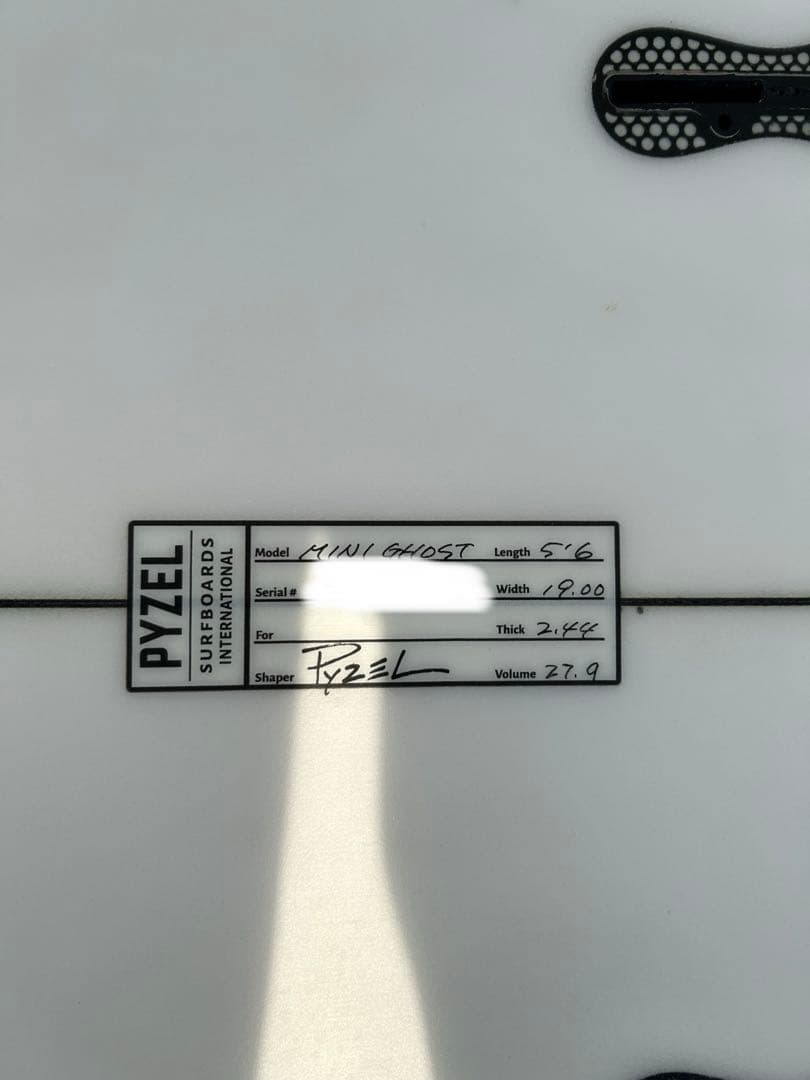 PYZEL
SURFBOARDS
INTERNATIONAL
Model MINI GHOST Length 5'6
Serial # Width 19.00
For Thick 2.44
Shaper PYZEL Volume 27.9